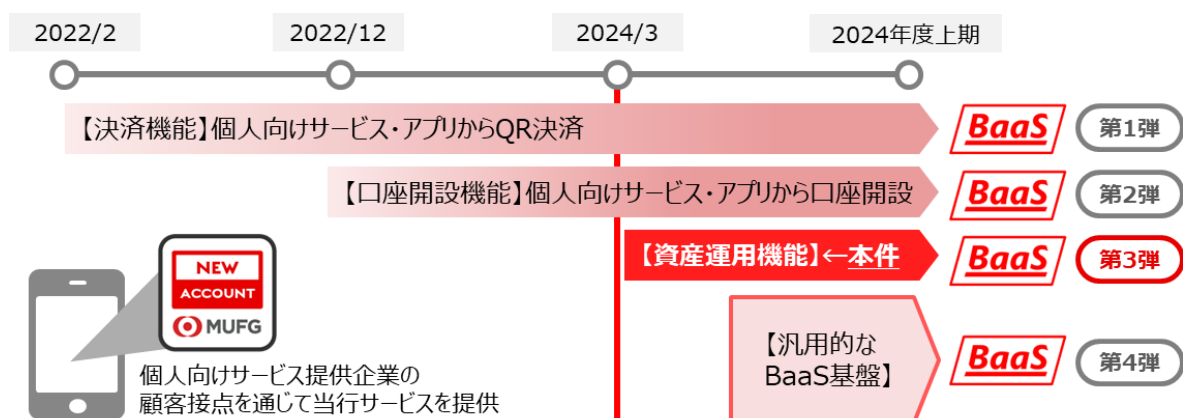 2022/2
2022/12
2024/3
2024年度上期
【決済機能】個人向けサービス・アプリからQR決済
BaaS
第1弾
【口座開設機能】個人向けサービス・アプリから口座開設
BaaS
第2弾
【資産運用機能】←本件
BaaS
第3弾
NEW
ACCOUNT
MUFG
個人向けサービス提供企業の
顧客接点を通じて当行サービスを提供
【汎用的な
BaaS基盤】
BaaS
第4弾